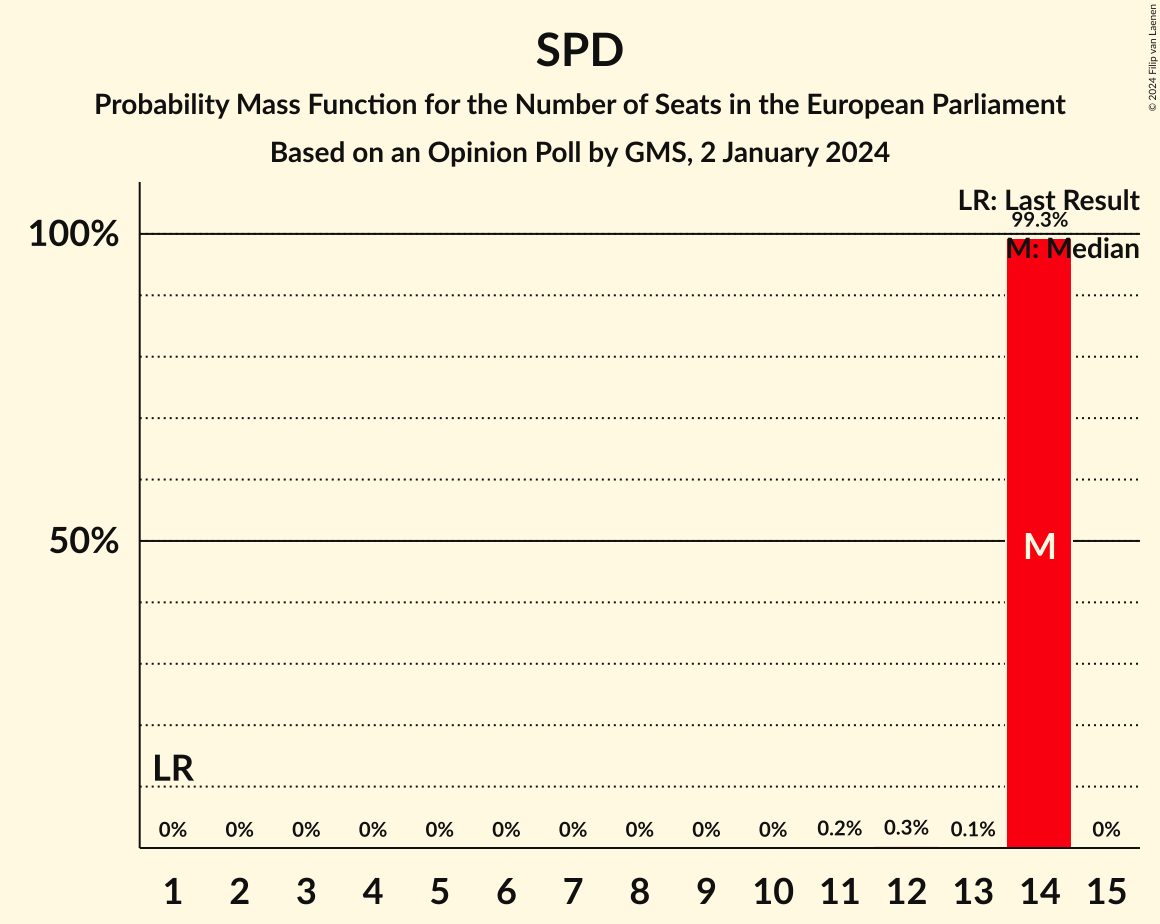 SPD
Probability Mass Function for the Number of Seats in the European Parliament
Based on an Opinion Poll by GMS, 2 January 2024
© 2024 Filip van Laenen
LR: Last Result
99.3%
M: Median
100%
50%
M
LR
0% 0% 0% 0% 0% 0% 0% 0% 0% 0% 0.2% 0.3% 0.1% 0%
1 2 3 4 5 6 7 8 9 10 11 12 13 14 15